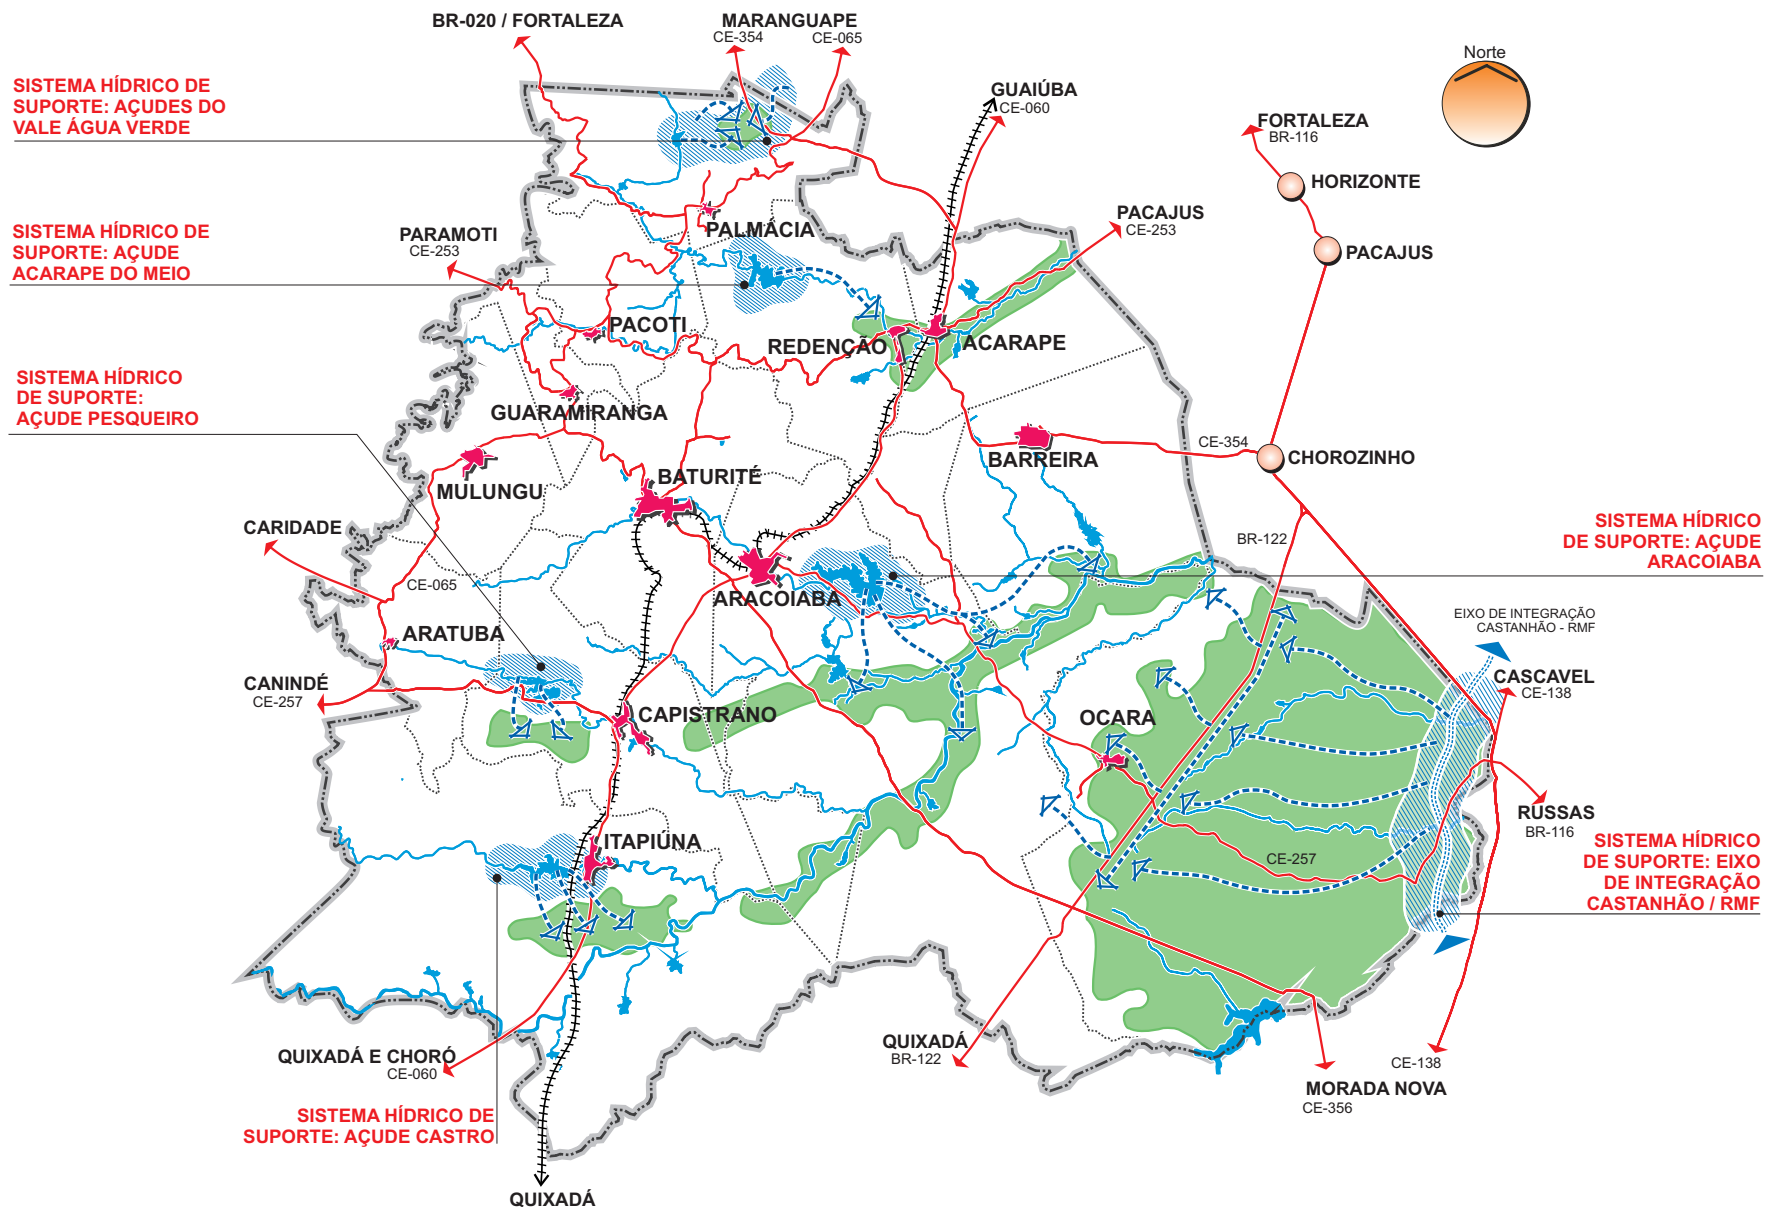 BR-020 / FORTALEZA
MARANGUAPE
CE-354
CE-065
Norte
SISTEMA HÍDRICO DE
SUPORTE: AÇUDES DO
VALE ÁGUA VERDE
GUAIÚBA
CE-060
FORTALEZA
BR-116
HORIZONTE
PACAJUS
CE-253
PACAJUS
SISTEMA HÍDRICO DE
SUPORTE: AÇUDE
ACARAPE DO MEIO
PARAMOTI
CE-253
PALMÁCIA
PACOTI
REDENÇÃO
ACARAPE
SISTEMA HÍDRICO
DE SUPORTE:
AÇUDE PESQUEIRO
GUARAMIRANGA
CE-354
CHOROZINHO
BARREIRA
MULUNGU
BATURITÉ
CARIDADE
CE-065
BR-122
SISTEMA HÍDRICO
DE SUPORTE: AÇUDE
ARACOIABA
ARACOIABA
EIXO DE INTEGRAÇÃO
CASTANHÃO - RMF
ARATUBA
CANINDÉ
CE-257
CASCAVEL
CE-138
CAPISTRANO
OCARA
RUSSAS
BR-116
ITAPIÚNA
CE-257
SISTEMA HÍDRICO
DE SUPORTE: EIXO
DE INTEGRAÇÃO
CASTANHÃO / RMF
QUIXADÁ E CHORÓ
CE-060
QUIXADÁ
BR-122
CE-138
MORADA NOVA
CE-356
SISTEMA HÍDRICO DE
SUPORTE: AÇUDE CASTRO
QUIXADÁ